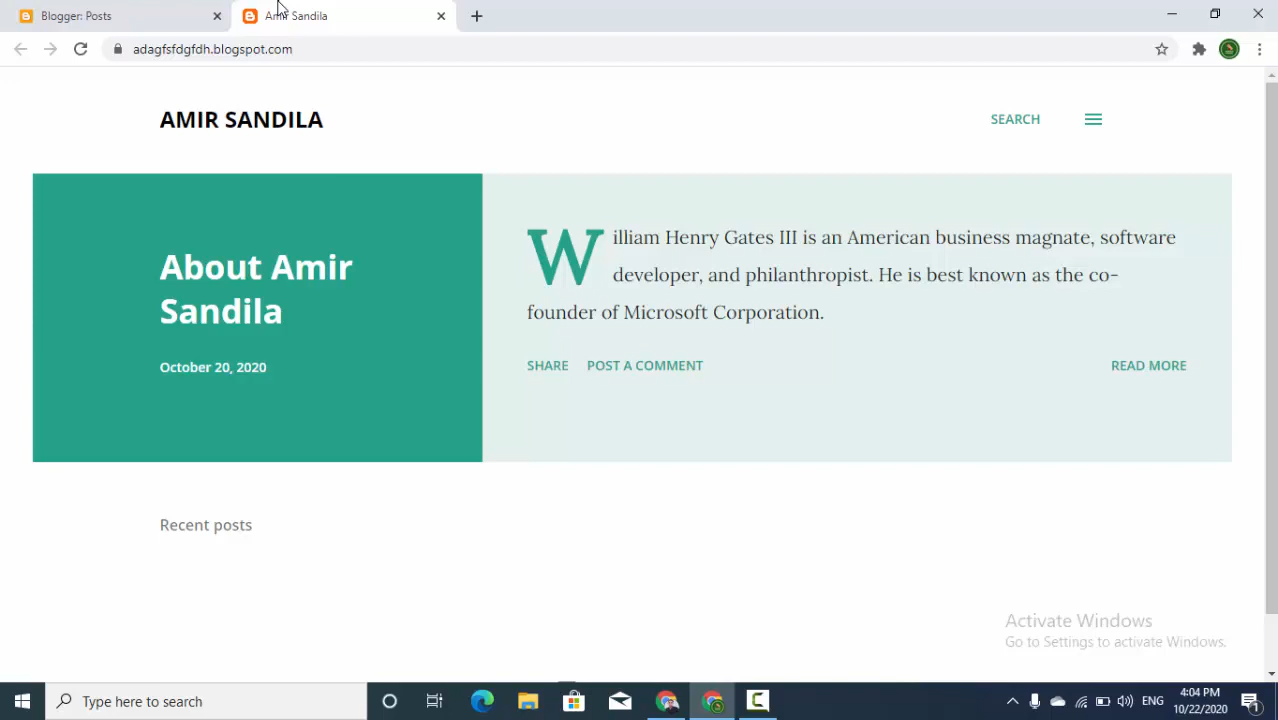 Blogger: Posts
Amir Sandila
adagfsfdgfdh.blogspot.com
AMIR SANDILA
SEARCH
About Amir
Sandila
October 20, 2020
William Henry Gates III is an American business magnate, software
developer, and philanthropist. He is best known as the co-
founder of Microsoft Corporation.
SHARE POST A COMMENT READ MORE
Recent posts
Activate Windows
Go to Settings to activate Windows.
Type here to search
ENG
4:04 PM
10/22/2020
1